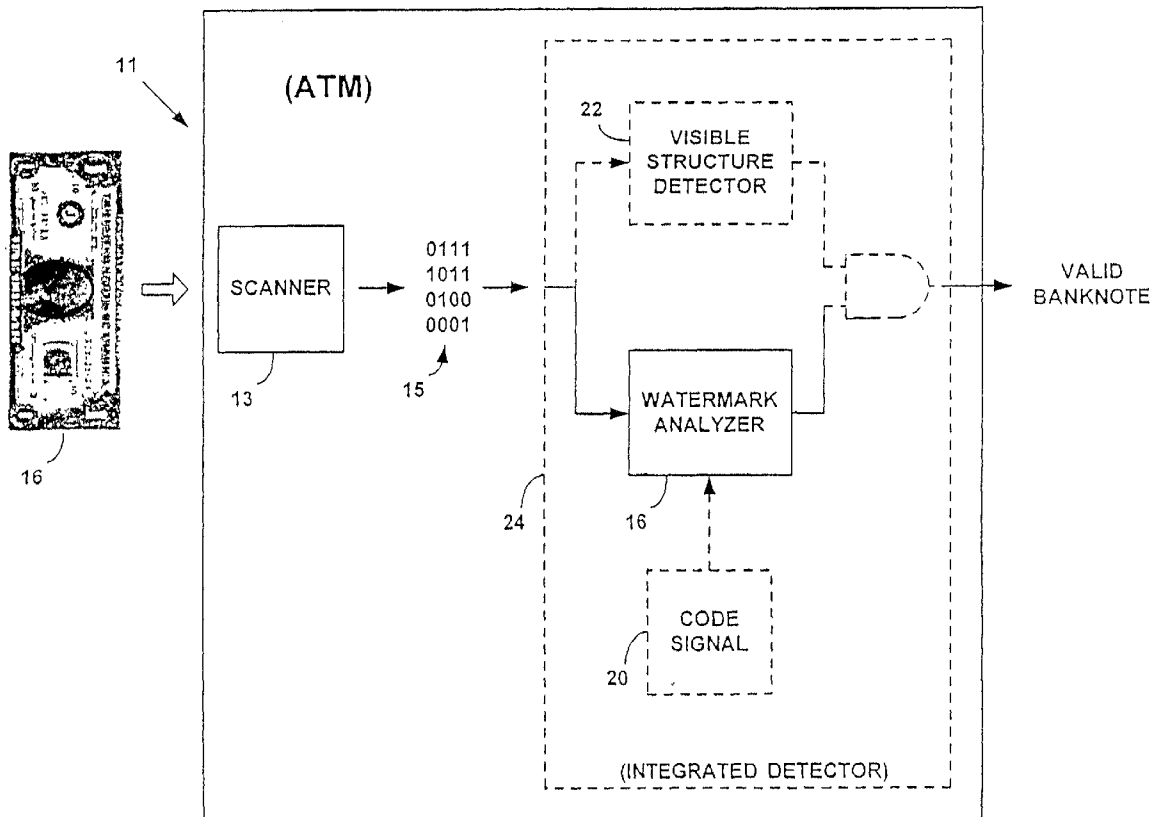 11
(ATM)
22
VISIBLE
STRUCTURE
DETECTOR
SCANNER
0111
1011
0100
0001
VALID
BANKNOTE
13
15
WATERMARK
ANALYZER
16
16
24
CODE
SIGNAL
20
(INTEGRATED DETECTOR)